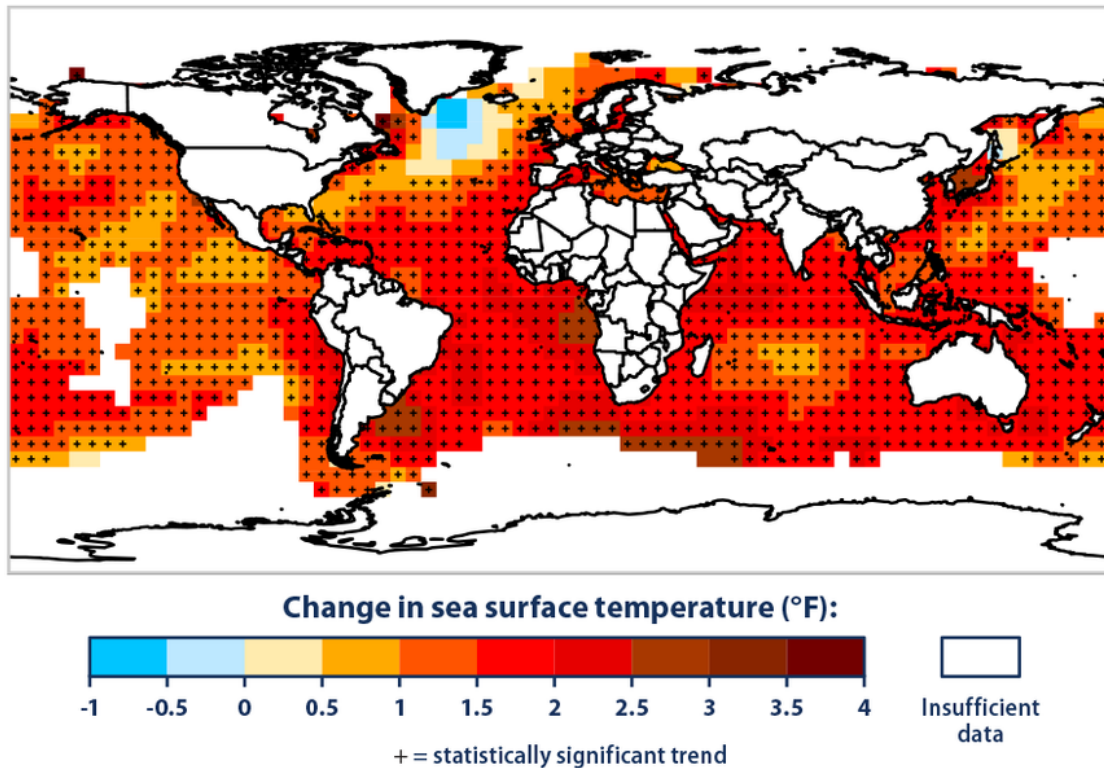 Change in sea surface temperature (°F):
-1 -0.5 0 0.5 1 1.5 2 2.5 3 3.5 4
Insufficient
data
+ = statistically significant trend